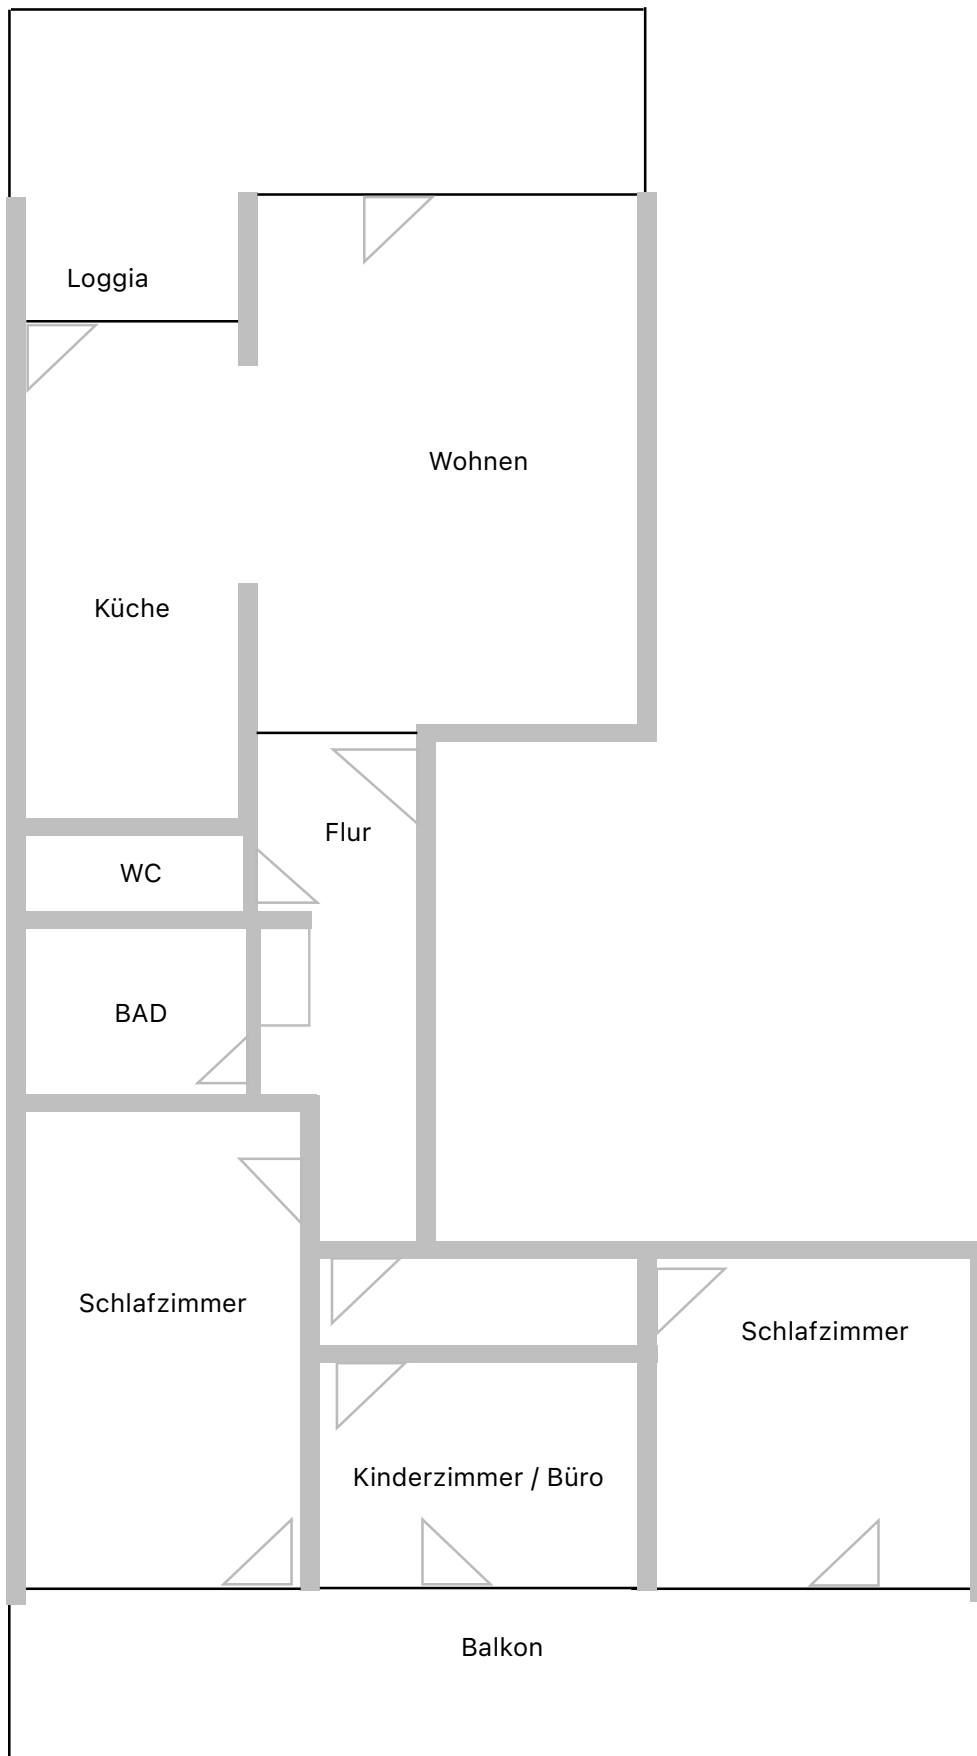 Loggia
Wohnen
Küche
Flur
WC
BAD
Schlafzimmer
Schlafzimmer
Kinderzimmer / Büro
Balkon